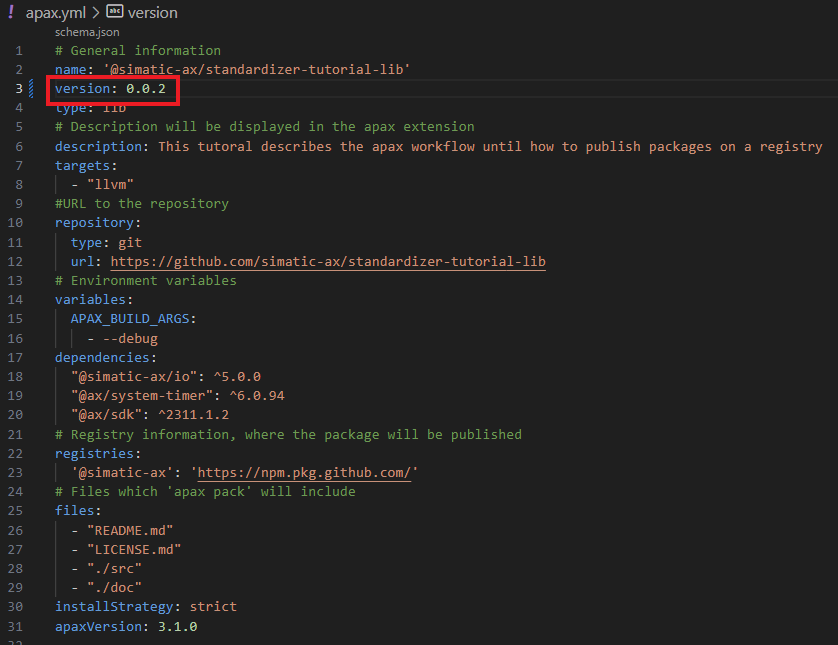 ! apax.yml > abc version
schema.json
1 # General information
2 name: '@simatic-ax/standardizer-tutorial-lib'
3 version: 0.0.2
4 type: lib
5 # Description will be displayed in the apax extension
6 description: This tutoral describes the apax workflow until how to publish packages on a registry
7 targets:
8 - "llvm"
9 #URL to the repository
10 repository:
11 type: git
12 url: https://github.com/simatic-ax/standardizer-tutorial-lib
13 # Environment variables
14 variables:
15 APAX_BUILD_ARGS:
16 - --debug
17 dependencies:
18 "@simatic-ax/io": ^5.0.0
19 "@ax/system-timer": ^6.0.94
20 "@ax/sdk": ^2311.1.2
21 # Registry information, where the package will be published
22 registries:
23 '@simatic-ax': 'https://npm.pkg.github.com/'
24 # Files which 'apax pack' will include
25 files:
26 - "README.md"
27 - "LICENSE.md"
28 - "./src"
29 - "./doc"
30 installStrategy: strict
31 apaxVersion: 3.1.0
32